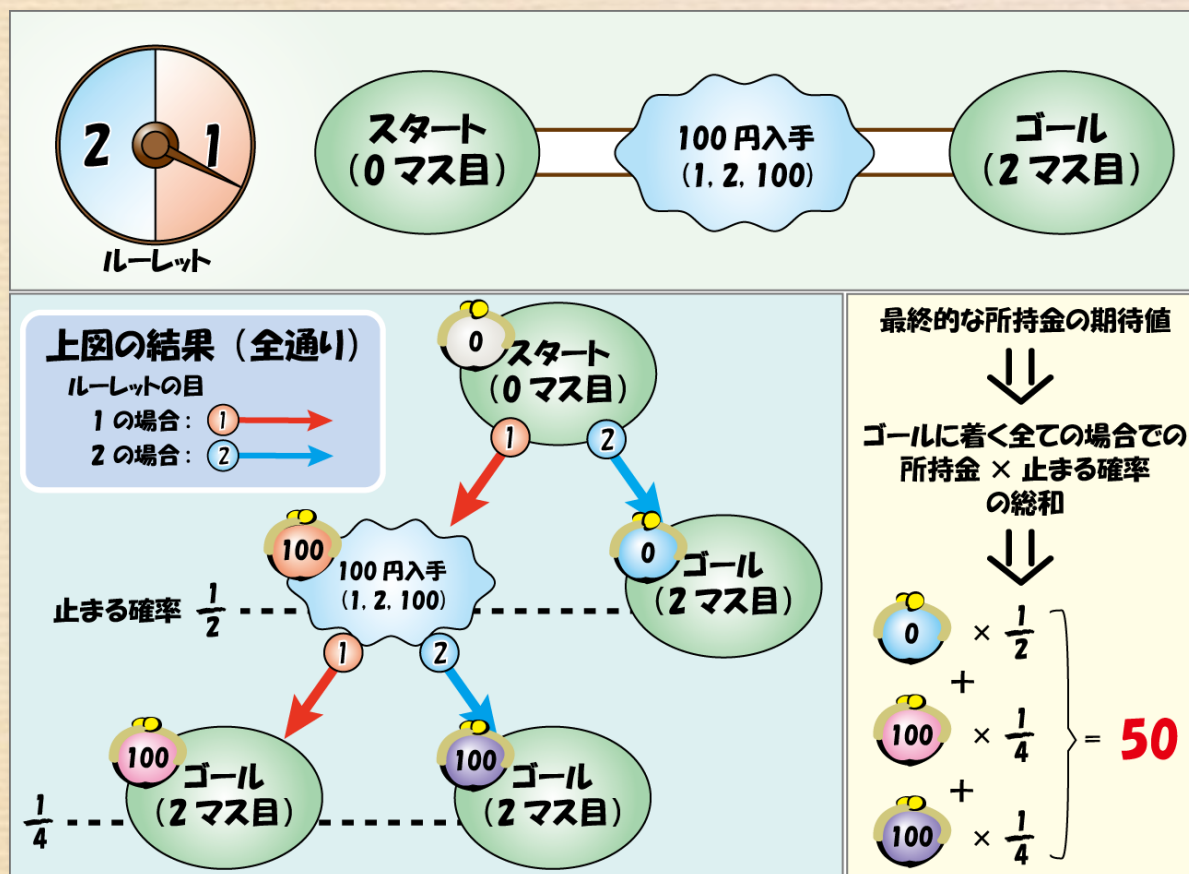 2
1
ルーレット
スタート
(0 マス目)
100 円入手
(1, 2, 100)
ゴール
(2 マス目)
上図の結果 (全通り)
ルーレットの目
1 の場合: 1
2 の場合: 2
0
スタート
(0 マス目)
1
2
100
100 円入手
(1, 2, 100)
0
ゴール
(2 マス目)
止まる確率 1/2
1
2
100
ゴール
(2 マス目)
100
ゴール
(2 マス目)
1/4
最終的な所持金の期待値
ゴールに着く全ての場合での
所持金 × 止まる確率
の総和
0 × 1/2
+
100 × 1/4
+
100 × 1/4
= 50